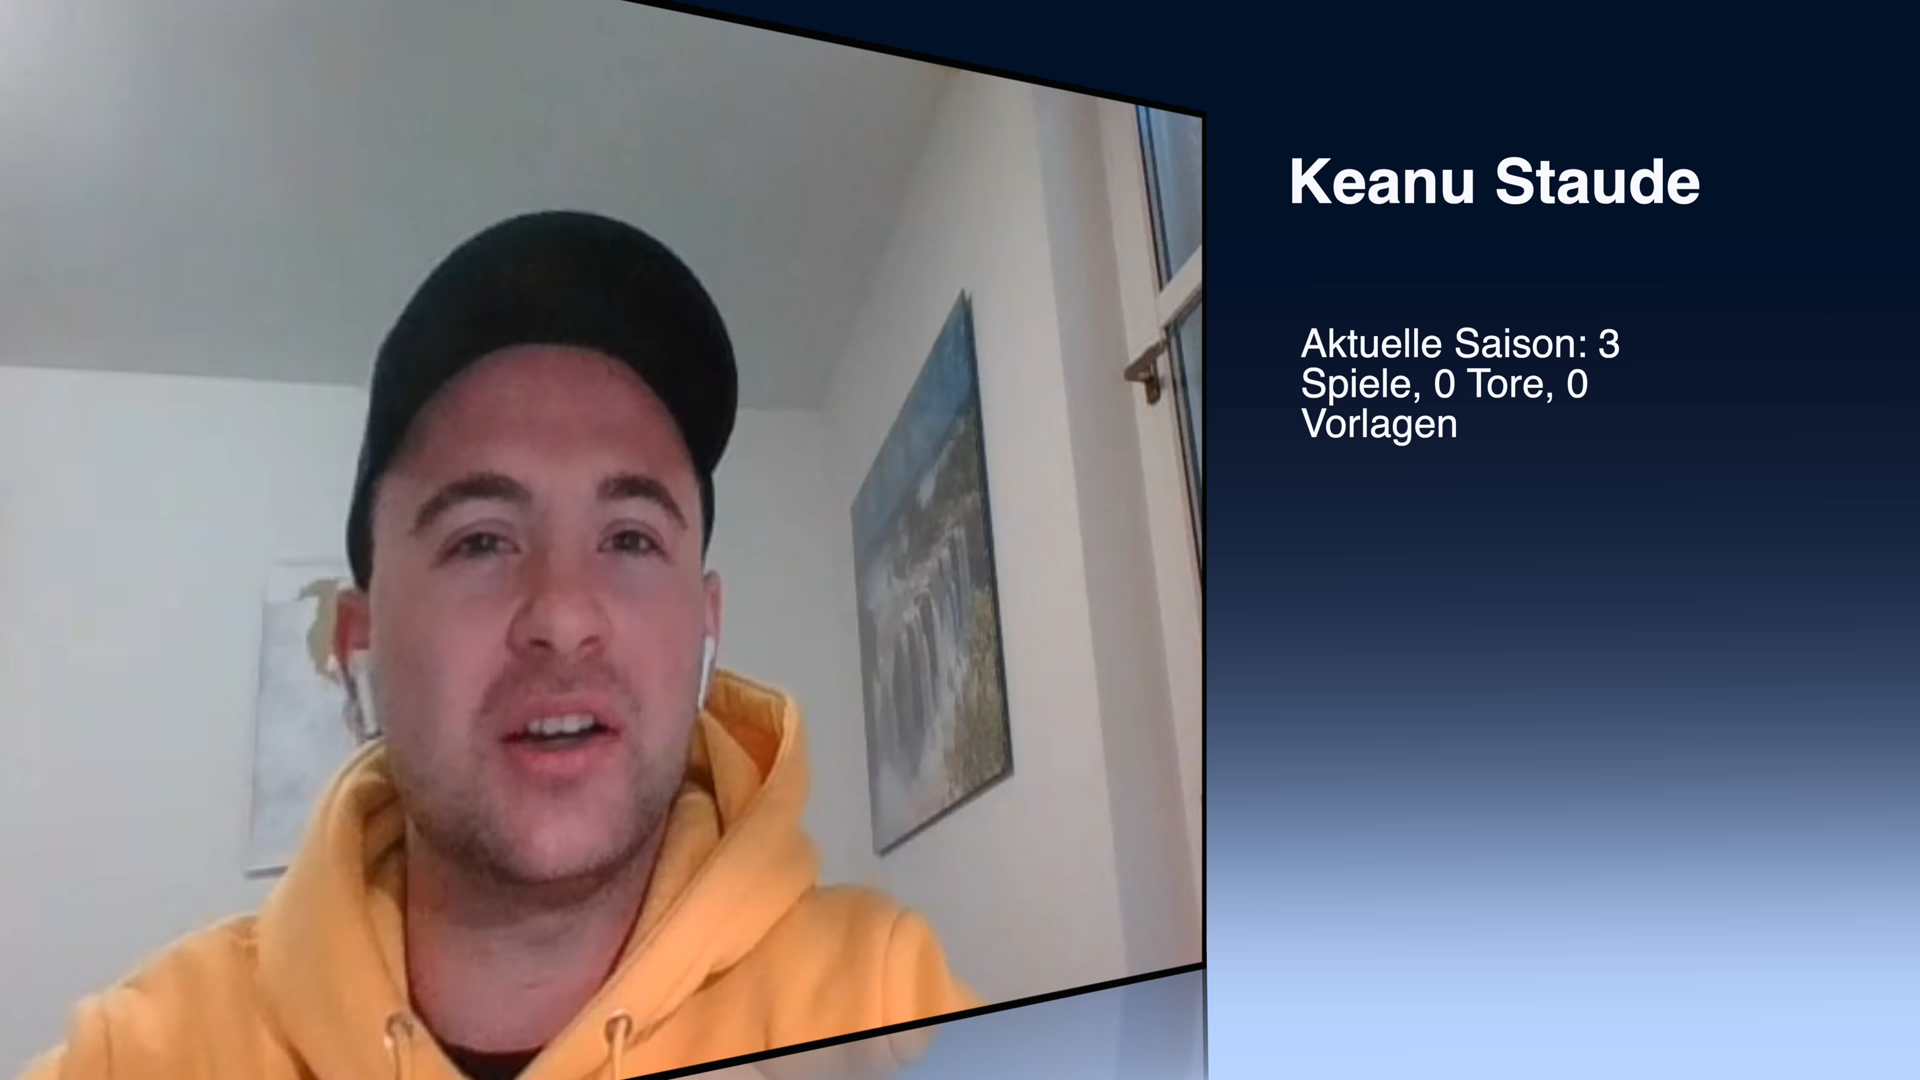 Keanu Staude
Aktuelle Saison: 3
Spiele, 0 Tore, 0
Vorlagen